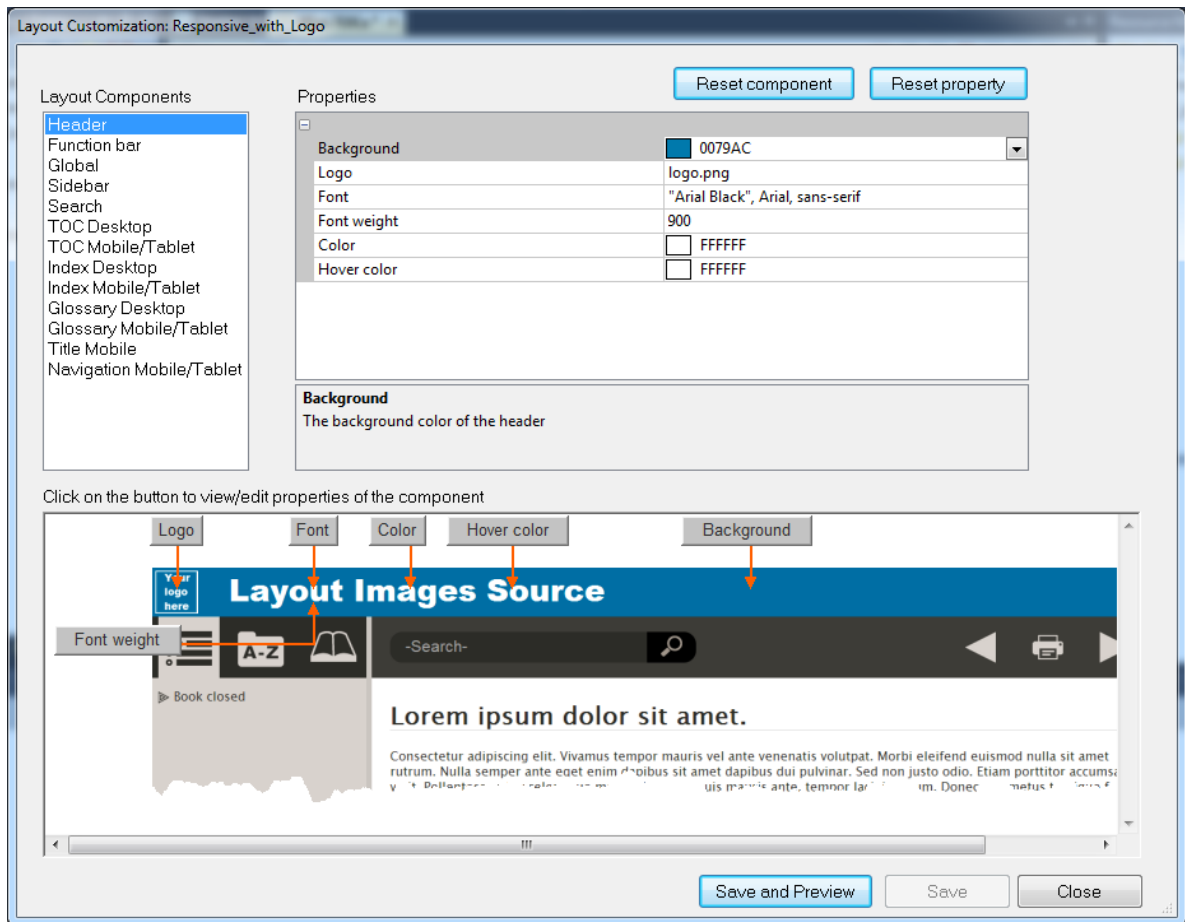 Layout Customization: Responsive_with_Logo
Reset component
Reset property
Layout Components
Properties
Header
Function bar
Global
Sidebar
Search
TOC Desktop
TOC Mobile/Tablet
Index Desktop
Index Mobile/Tablet
Glossary Desktop
Glossary Mobile/Tablet
Title Mobile
Navigation Mobile/Tablet
Background 0079AC
Logo logo.png
Font "Arial Black", Arial, sans-serif
Font weight 900
Color FFFFFF
Hover color FFFFFF
Background
The background color of the header
Click on the button to view/edit properties of the component
Logo Font Color Hover color Background
Your
logo
here
Layout Images Source
Font weight
A-Z
-Search-
Book closed
Lorem ipsum dolor sit amet.
Consectetur adipiscing elit. Vivamus tempor mauris vel ante venenatis volutpat. Morbi eleifend euismod nulla sit amet
rutrum. Nulla semper ante eget enim dapibus sit amet dapibus dui pulvinar. Sed non justo odio. Etiam porttitor accumsa
ante, tempor Donec
Save and Preview
Save
Close